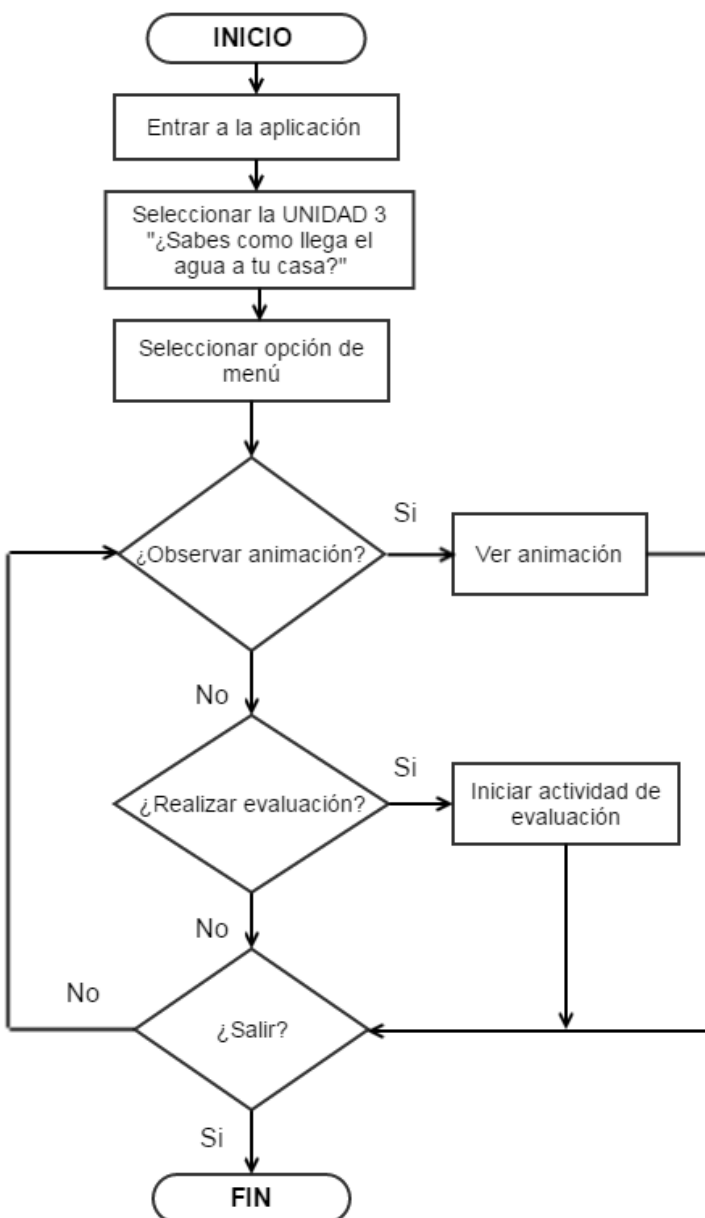 INICIO
Entrar a la aplicación
Seleccionar la UNIDAD 3
"¿Sabes como llega el
agua a tu casa?"
Seleccionar opción de
menú
¿Observar animación?
Si
Ver animación
No
¿Realizar evaluación?
Si
Iniciar actividad de
evaluación
No
¿Salir?
No
Si
FIN